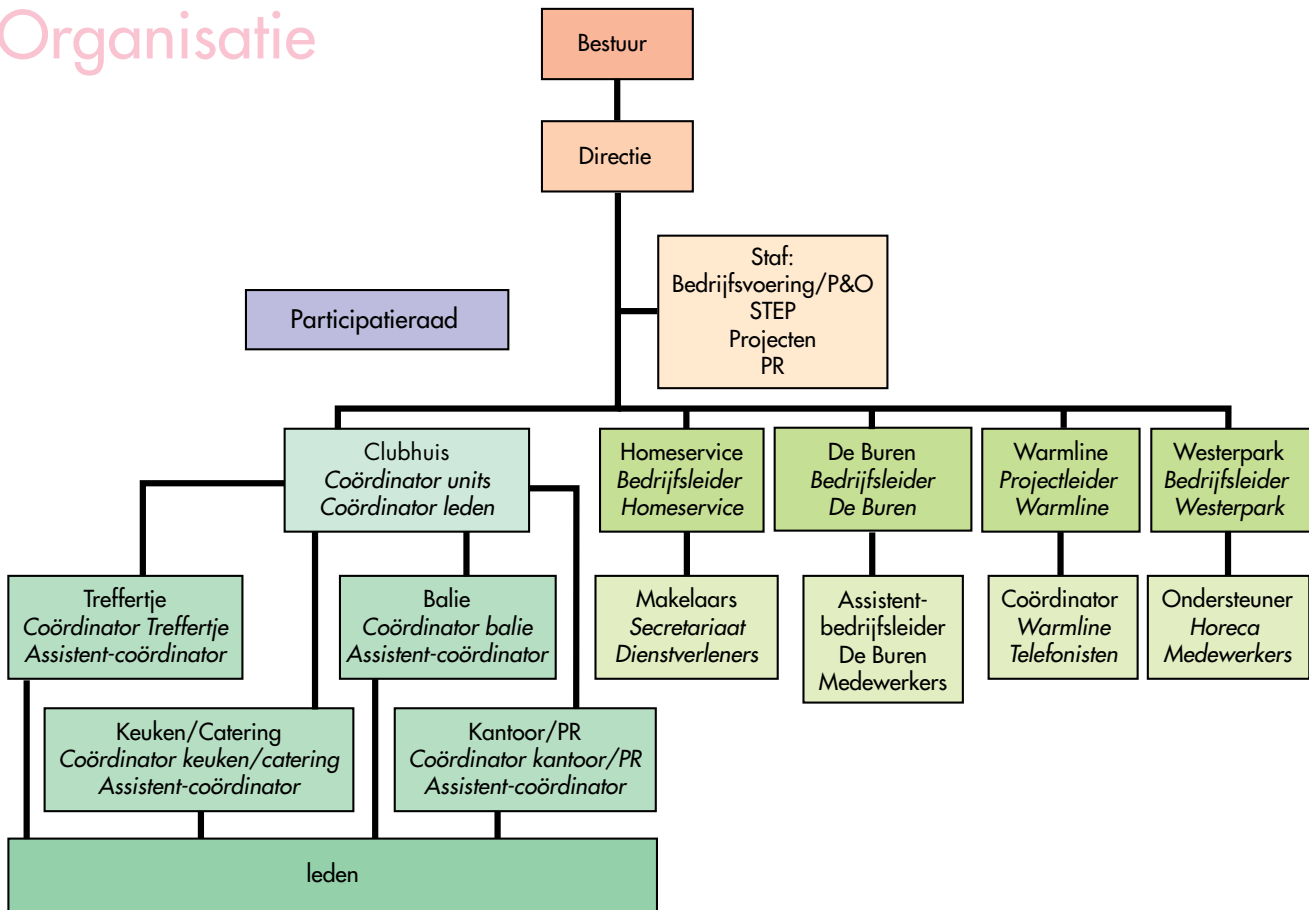 Organisatie
Bestuur
Directie
Staf:
Bedrijfsvoering/P&O
STEP
Projecten
PR
Participatieraad
Clubhuis
Coördinator units
Coördinator leden
Homeservice
Bedrijfsleider
Homeservice
De Buren
Bedrijfsleider
De Buren
Warmline
Projectleider
Warmline
Westerpark
Bedrijfsleider
Westerpark
Treffertje
Coördinator Treffertje
Assistent-coördinator
Balie
Coördinator balie
Assistent-coördinator
Makelaars
Secretariaat
Dienstverleners
Assistent-
bedrijfsleider
De Buren
Medewerkers
Coördinator
Warmline
Telefonisten
Ondersteuner
Horeca
Medewerkers
Keuken/Catering
Coördinator keuken/catering
Assistent-coördinator
Kantoor/PR
Coördinator kantoor/PR
Assistent-coördinator
leden